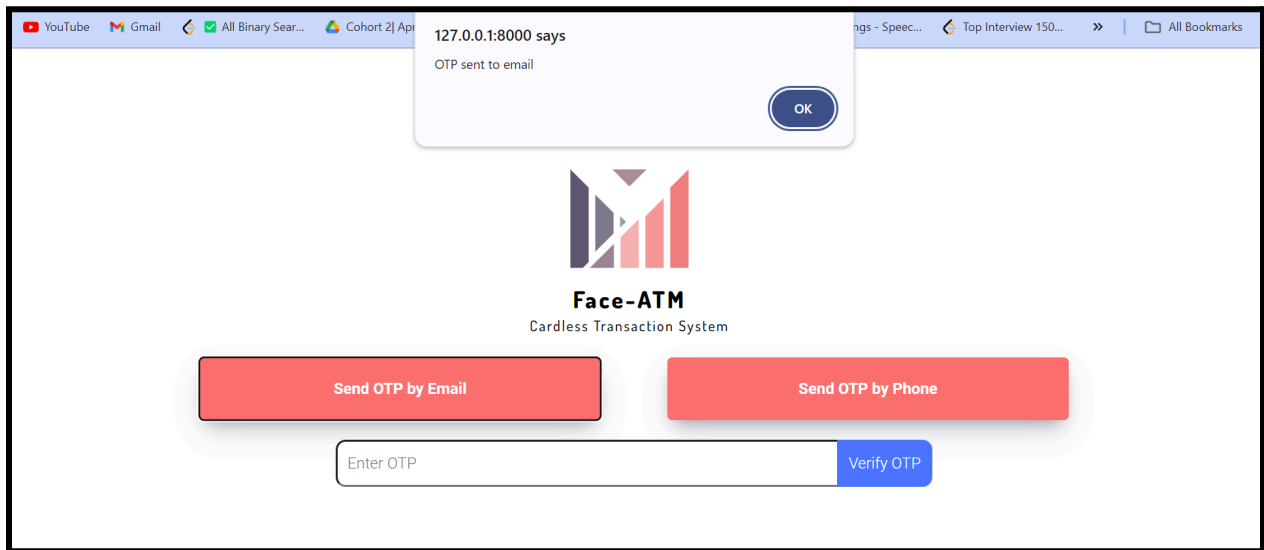 YouTube Gmail All Binary Sear... Cohort 2| Apr ngs - Speec... Top Interview 150... » All Bookmarks
127.0.0.1:8000 says
OTP sent to email
OK
Face-ATM
Cardless Transaction System
Send OTP by Email Send OTP by Phone
Enter OTP Verify OTP